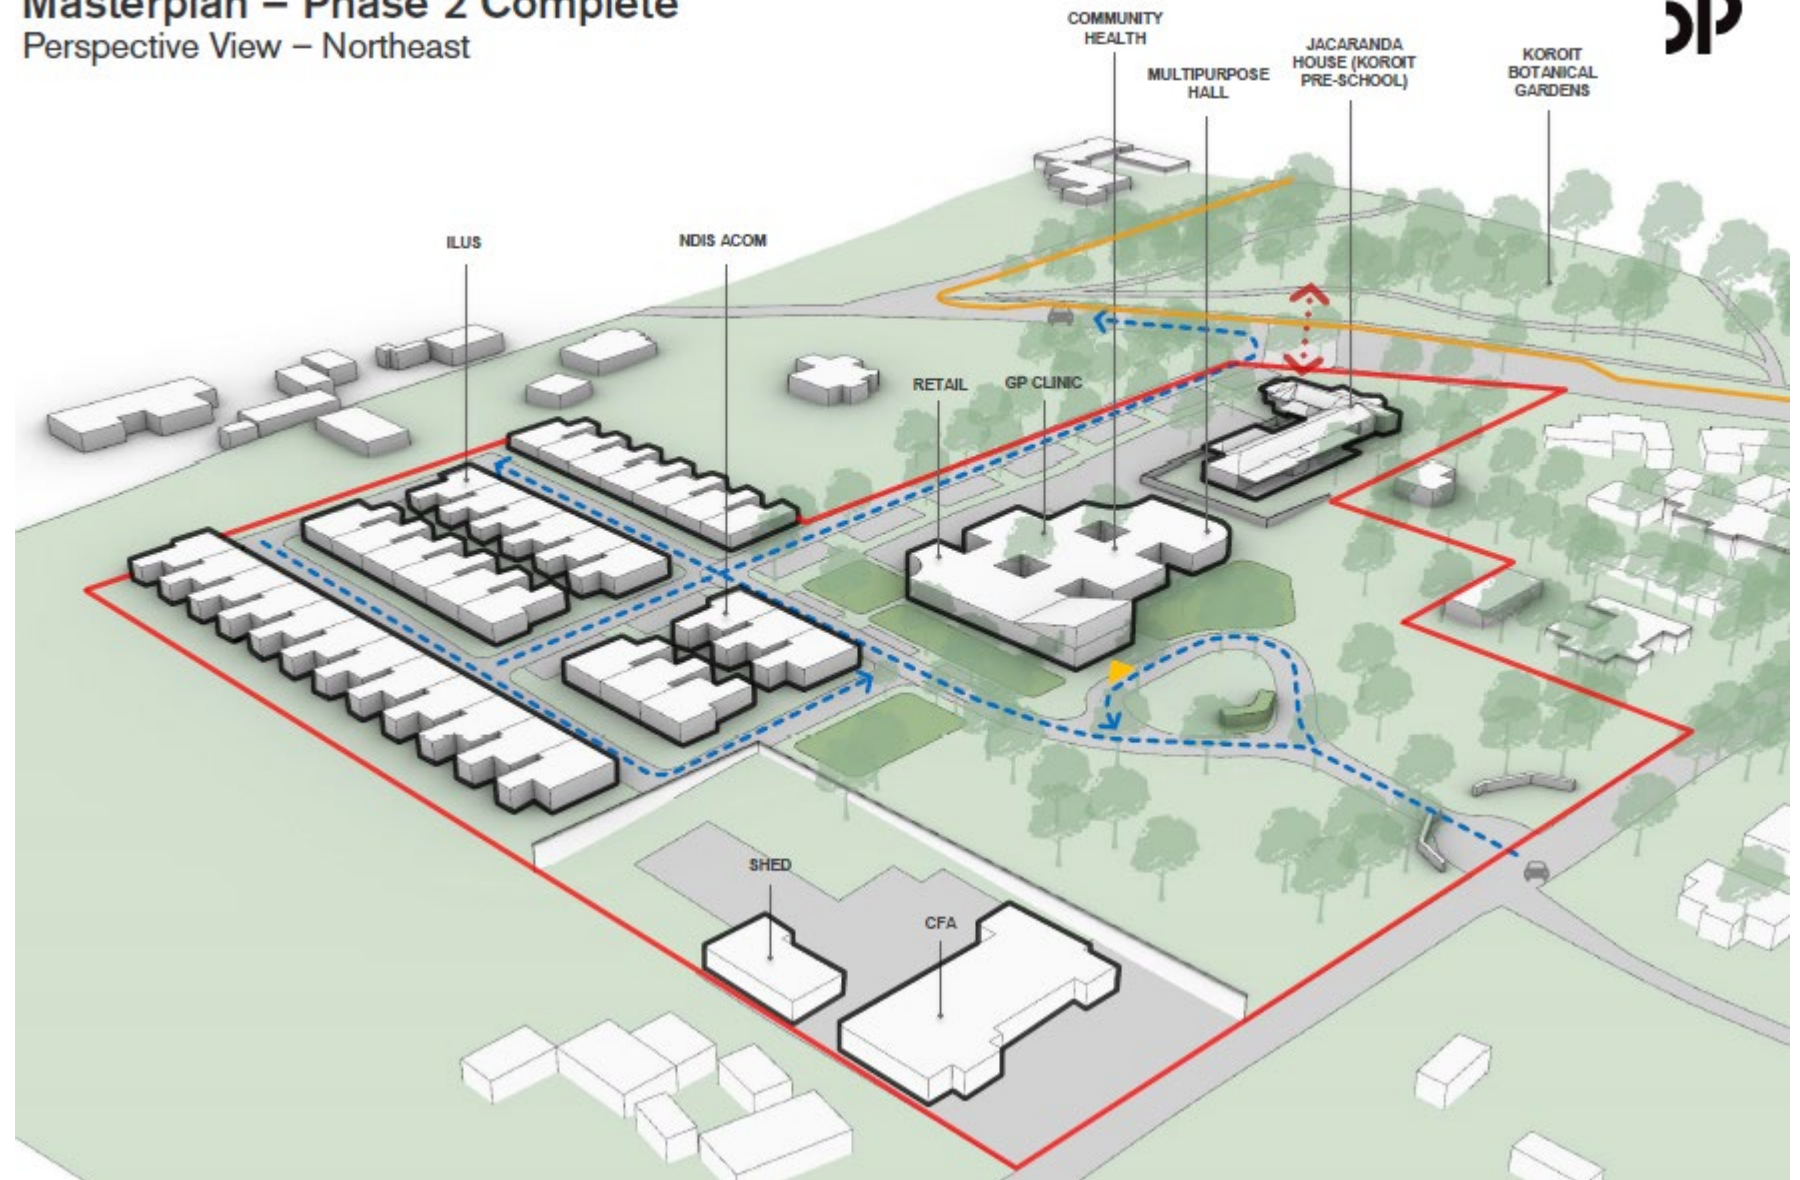 Masterplan – Phase 2 Complete
Perspective View – Northeast
COMMUNITY
HEALTH
MULTIPURPOSE
HALL
JACARANDA
HOUSE (KOROIT
PRE-SCHOOL)
KOROIT
BOTANICAL
GARDENS
ILUS
NDIS ACOM
RETAIL
GP CLINIC
SHED
CFA